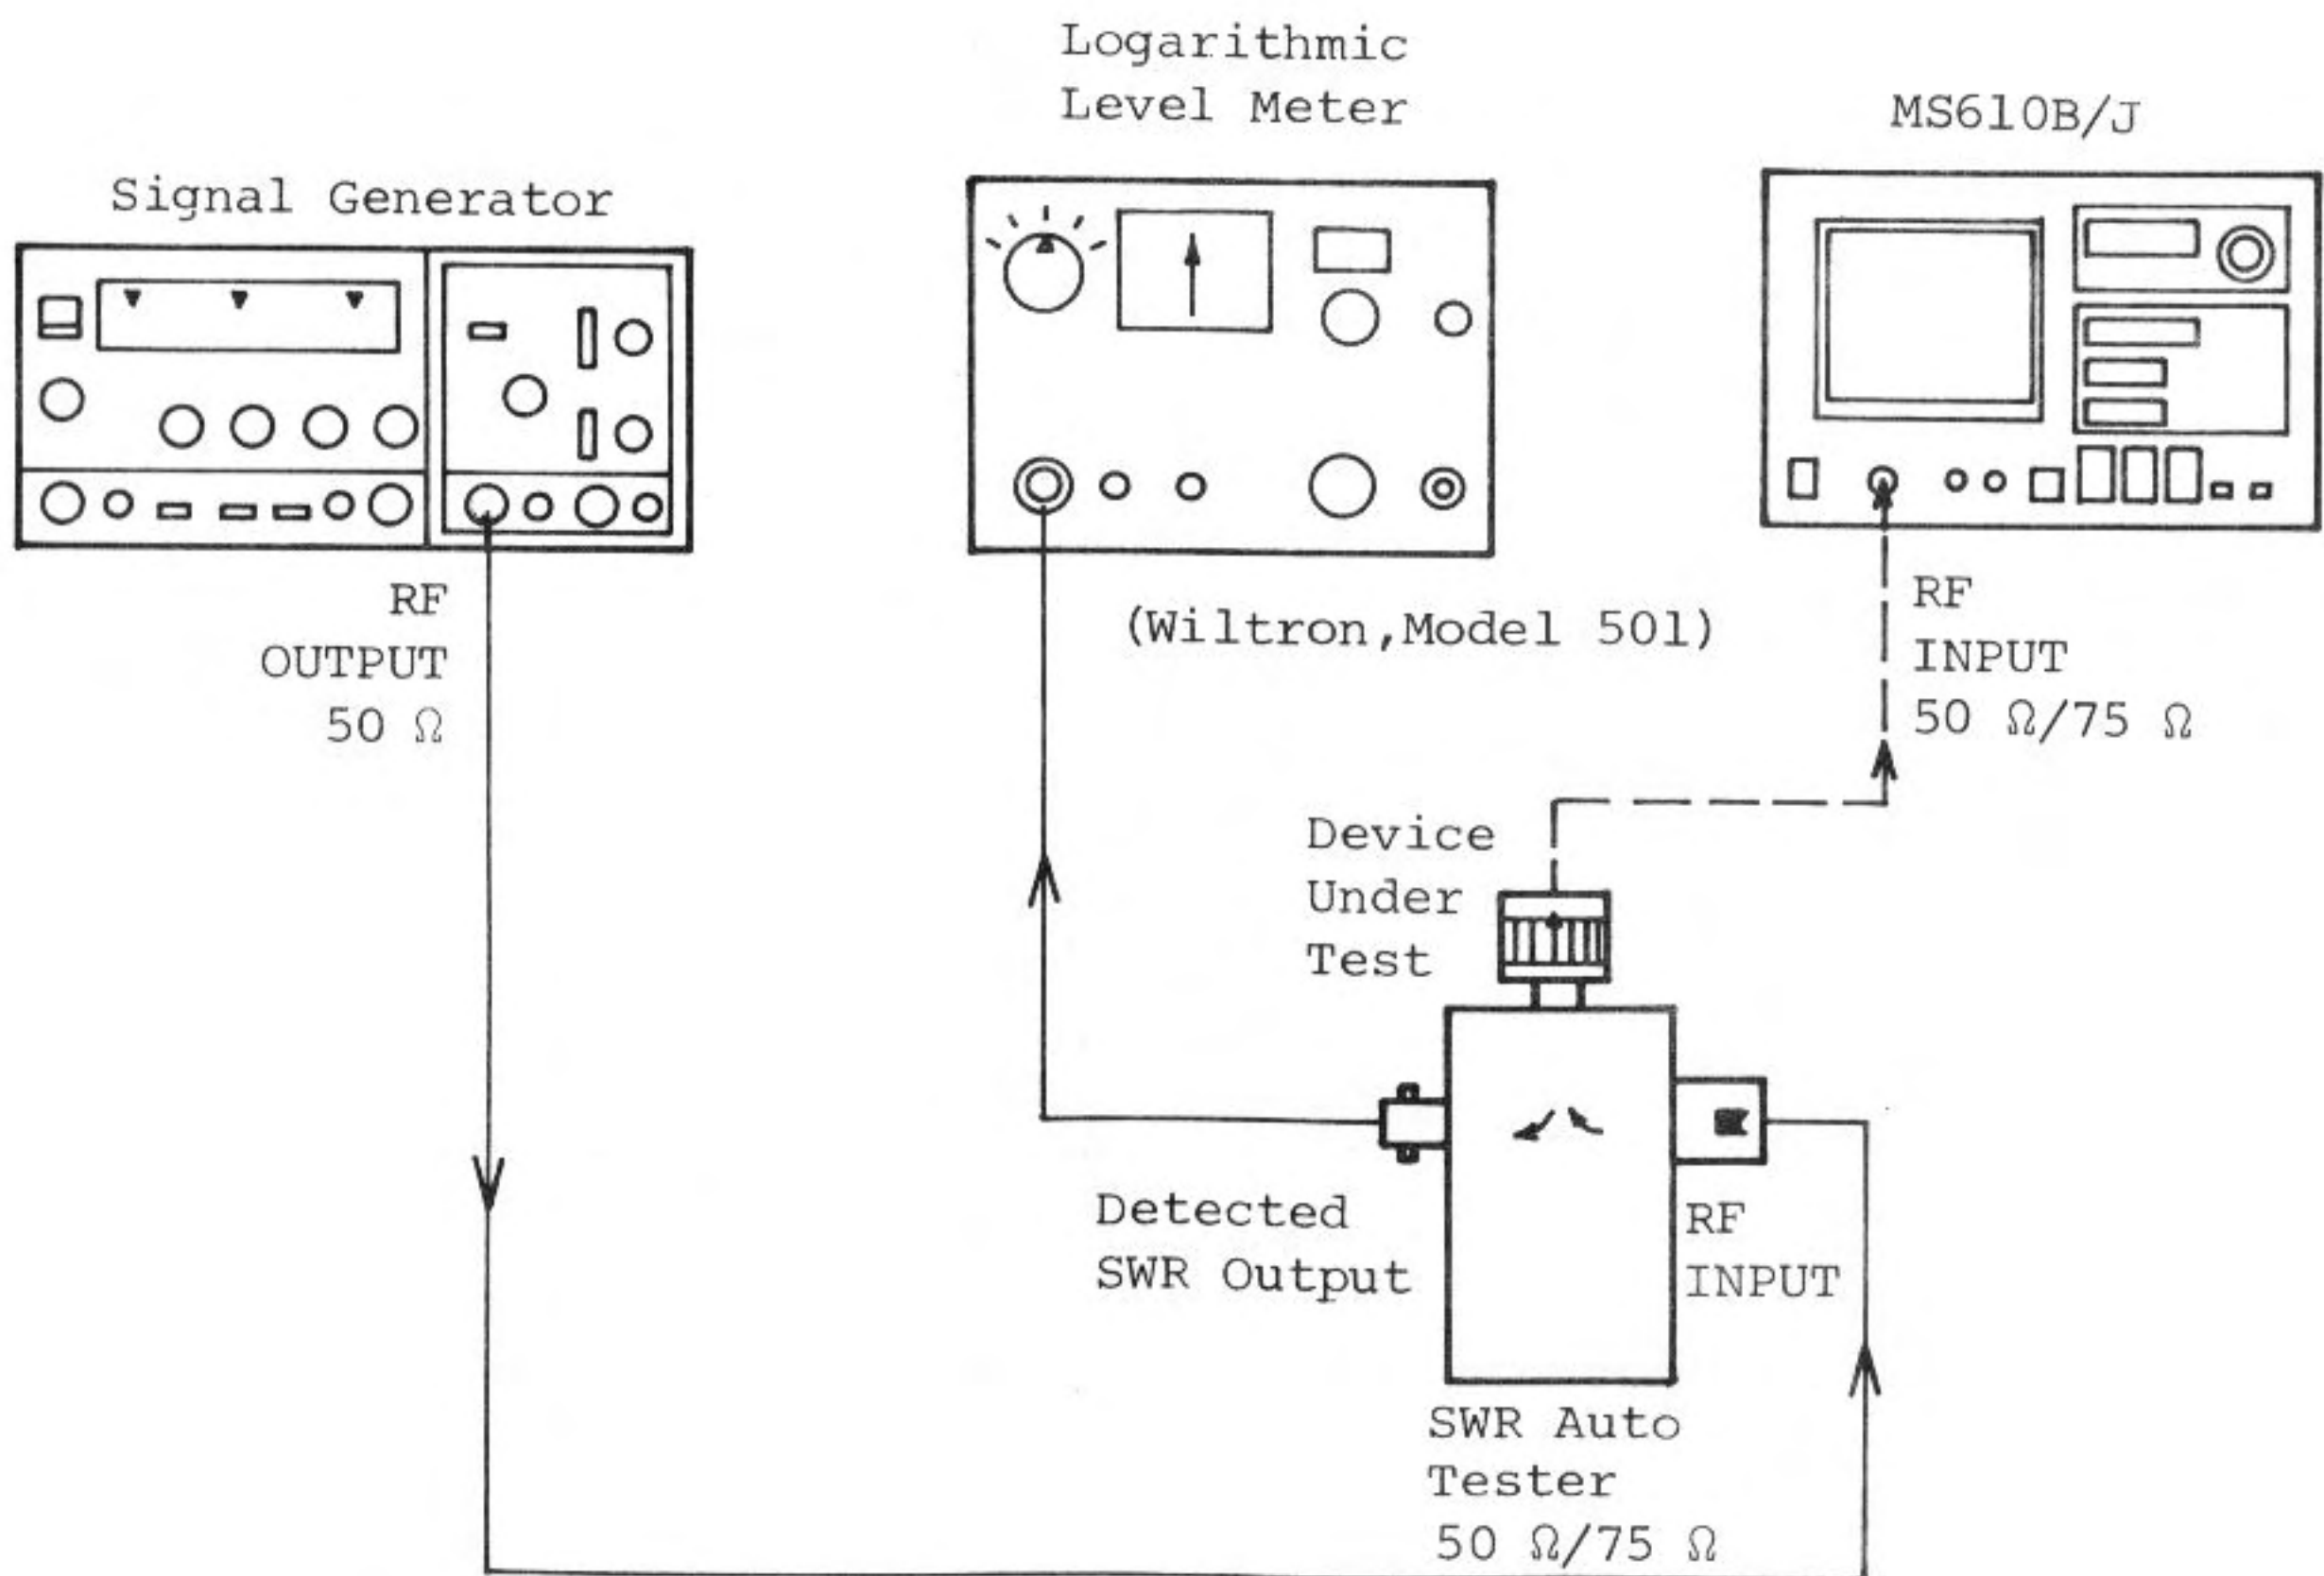 Logarithmic
Level Meter
MS610B/J
Signal Generator
RF
OUTPUT
50 Ω
(Wiltron,Model 501)
RF
INPUT
50 Ω/75 Ω
Device
Under
Test
Detected
SWR Output
RF
INPUT
SWR Auto
Tester
50 Ω/75 Ω